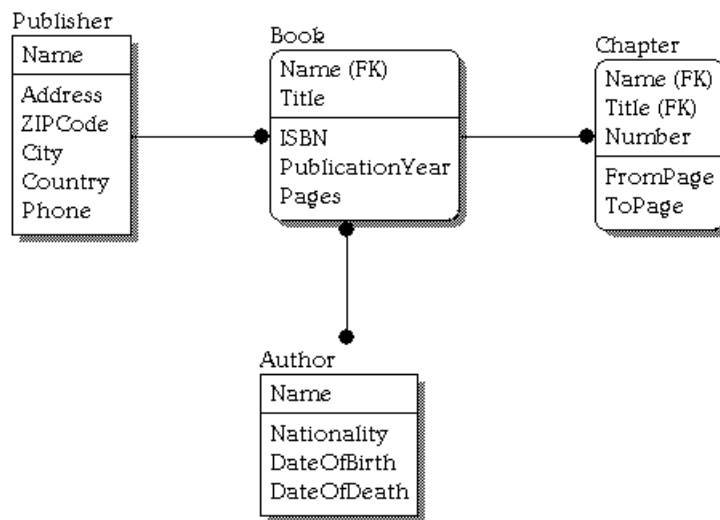 Publisher
Name
Address
ZIPCode
City
Country
Phone
Book
Name (FK)
Title
ISBN
PublicationYear
Pages
Chapter
Name (FK)
Title (FK)
Number
FromPage
ToPage
Author
Name
Nationality
DateOfBirth
DateOfDeath